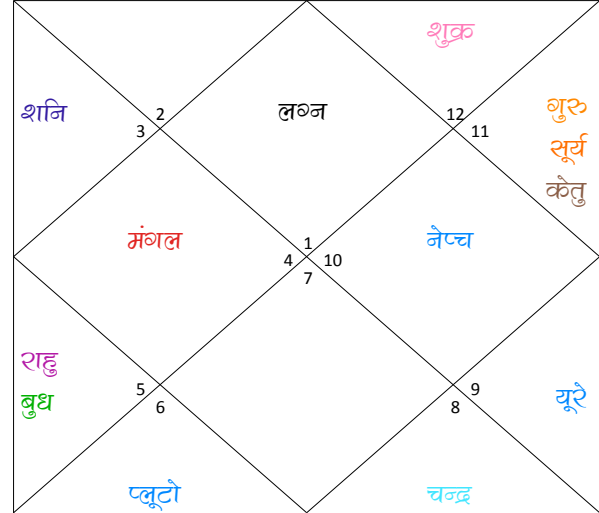 शुक्र
शनि
लग्न
गुरु
सूर्य
केतु
2
12
3
11
मंगल
नेप्च
1
4
10
7
राहु
बुध
5
9
6
8
यूरे
प्लूटो
चन्द्र